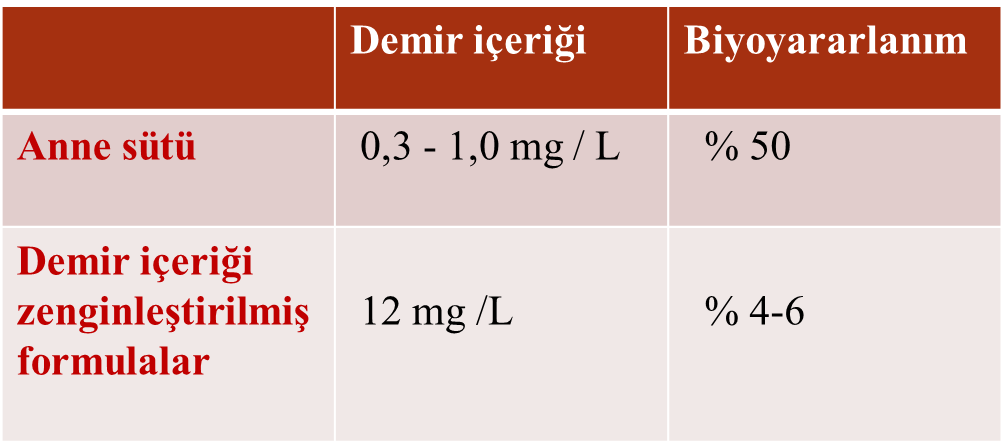 Demir içeriği Biyoyararlanım
Anne sütü 0,3 - 1,0 mg / L % 50
Demir içeriği
zenginleştirilmiş 12 mg /L % 4-6
formulalar